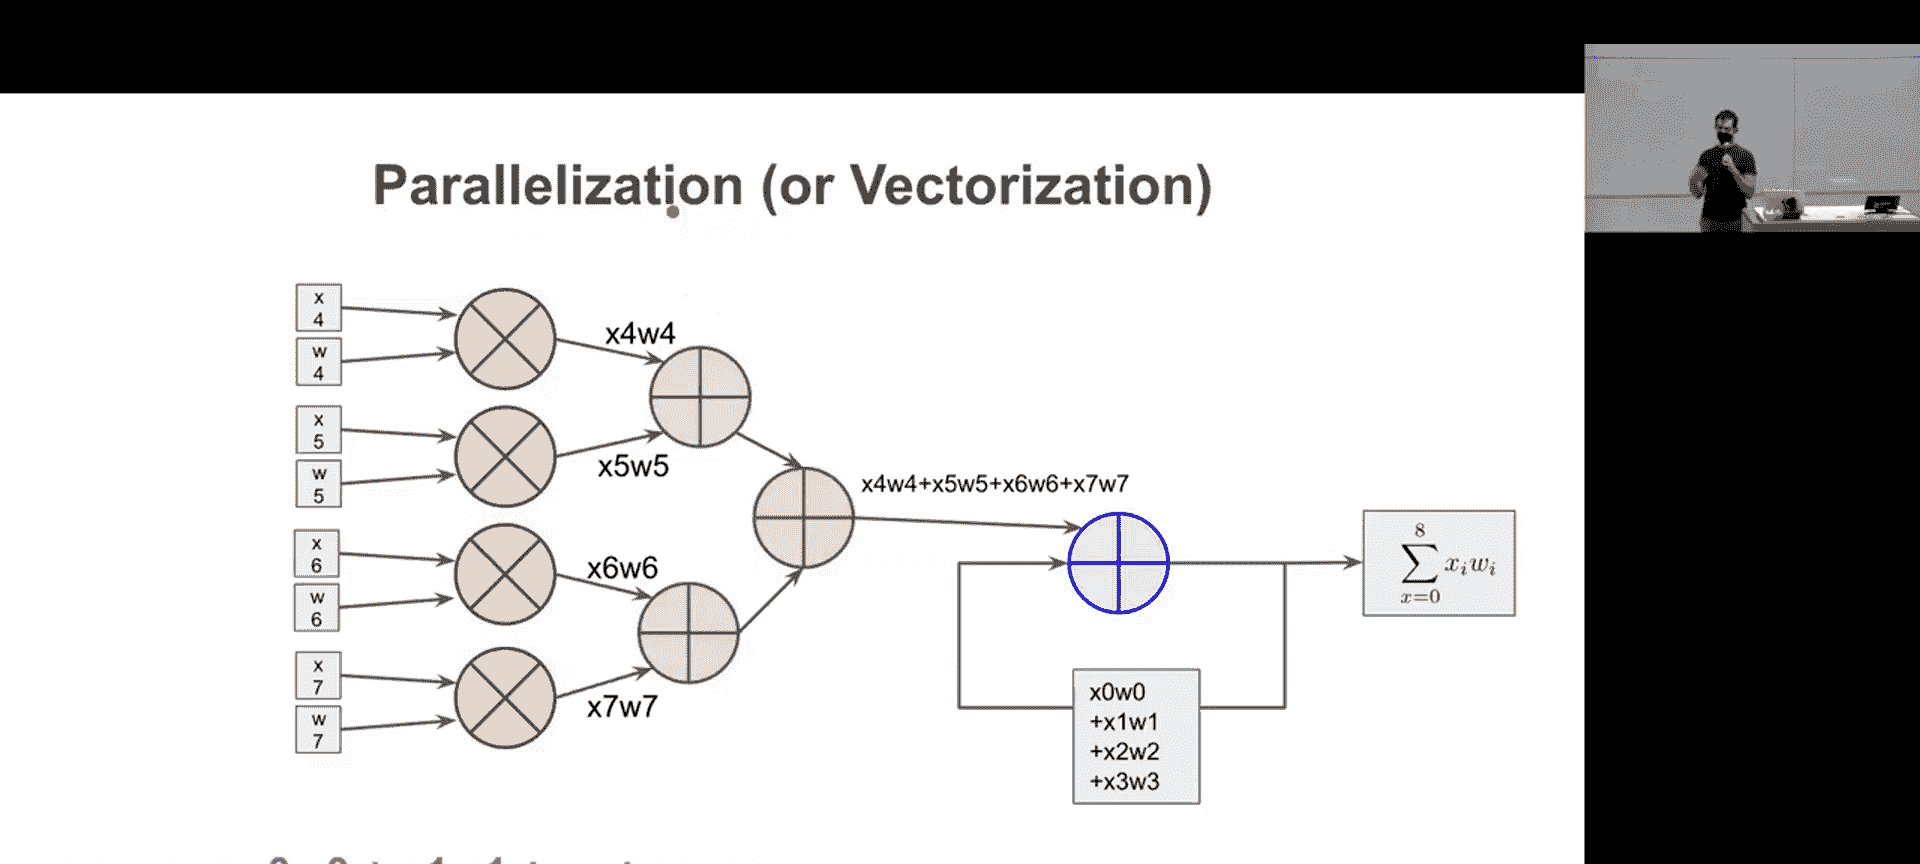 Parallelization (or Vectorization)
x
4
w
4
x4w4
x
5
w
5
x5w5
x4w4+x5w5+x6w6+x7w7
x
6
w
6
x6w6
x
7
w
7
x7w7
8
∑ xᵢwᵢ
x=0
x0w0
+x1w1
+x2w2
+x3w3